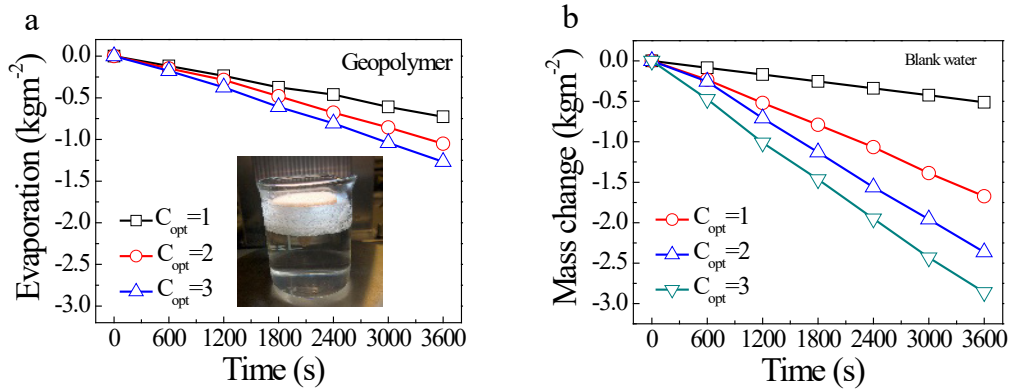 a
Evaporation (kgm⁻²)
0.0
-0.5
-1.0
-1.5
-2.0
-2.5
-3.0
Geopolymer
C_opt=1
C_opt=2
C_opt=3
0 600 1200 1800 2400 3000 3600
Time (s)
b
Mass change (kgm⁻²)
0.0
-0.5
-1.0
-1.5
-2.0
-2.5
-3.0
Blank water
C_opt=1
C_opt=2
C_opt=3
0 600 1200 1800 2400 3000 3600
Time (s)